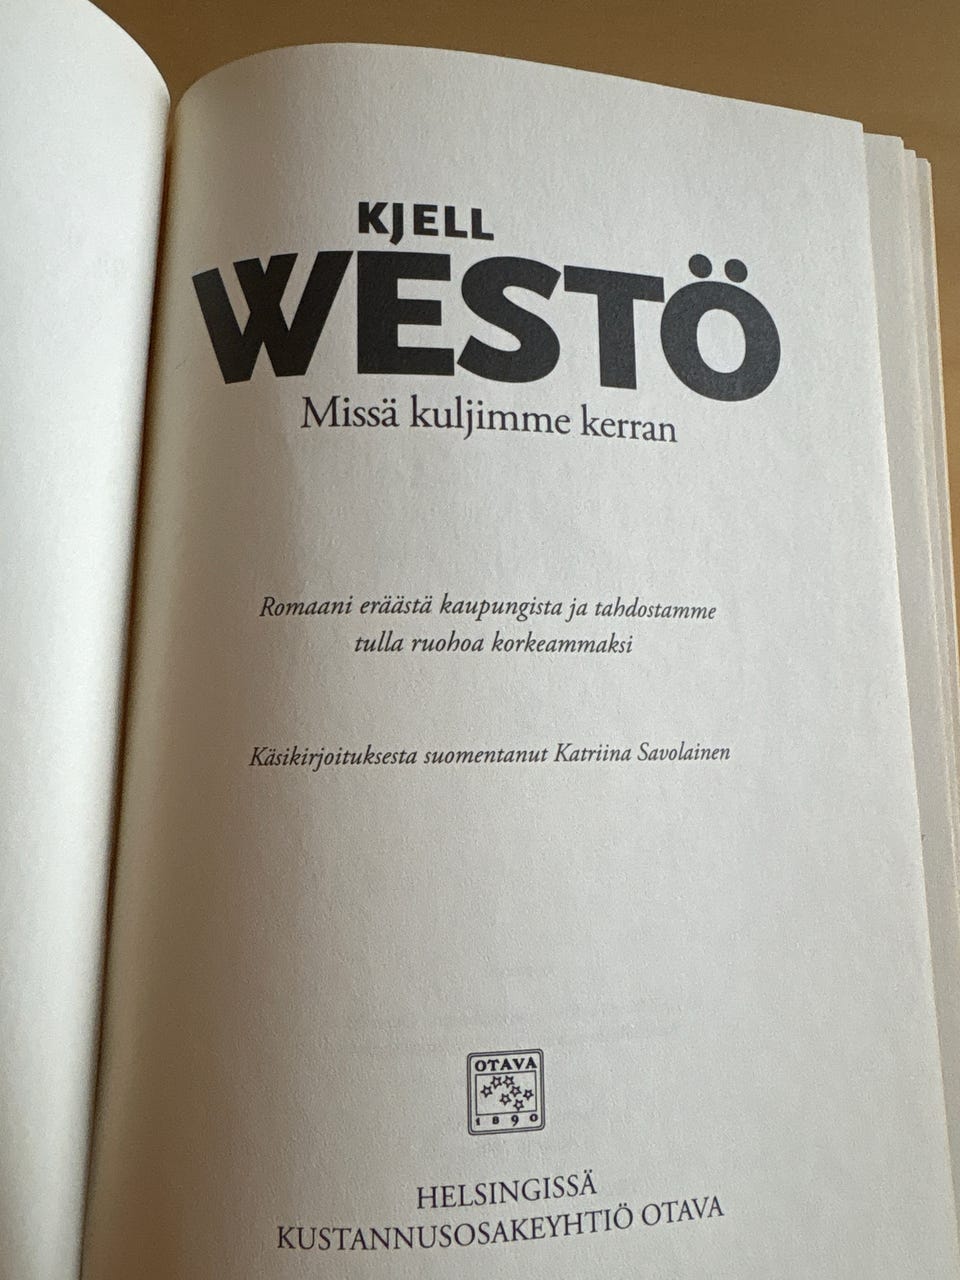 KJELL
WESTÖ
Missä kuljimme kerran
Romaani eräästä kaupungista ja tahdostamme
tulla ruohoa korkeammaksi
Käsikirjoituksesta suomentanut Katriina Savolainen
OTAVA
1890
HELSINGISSÄ
KUSTANNUSOSAKEYHTIÖ OTAVA